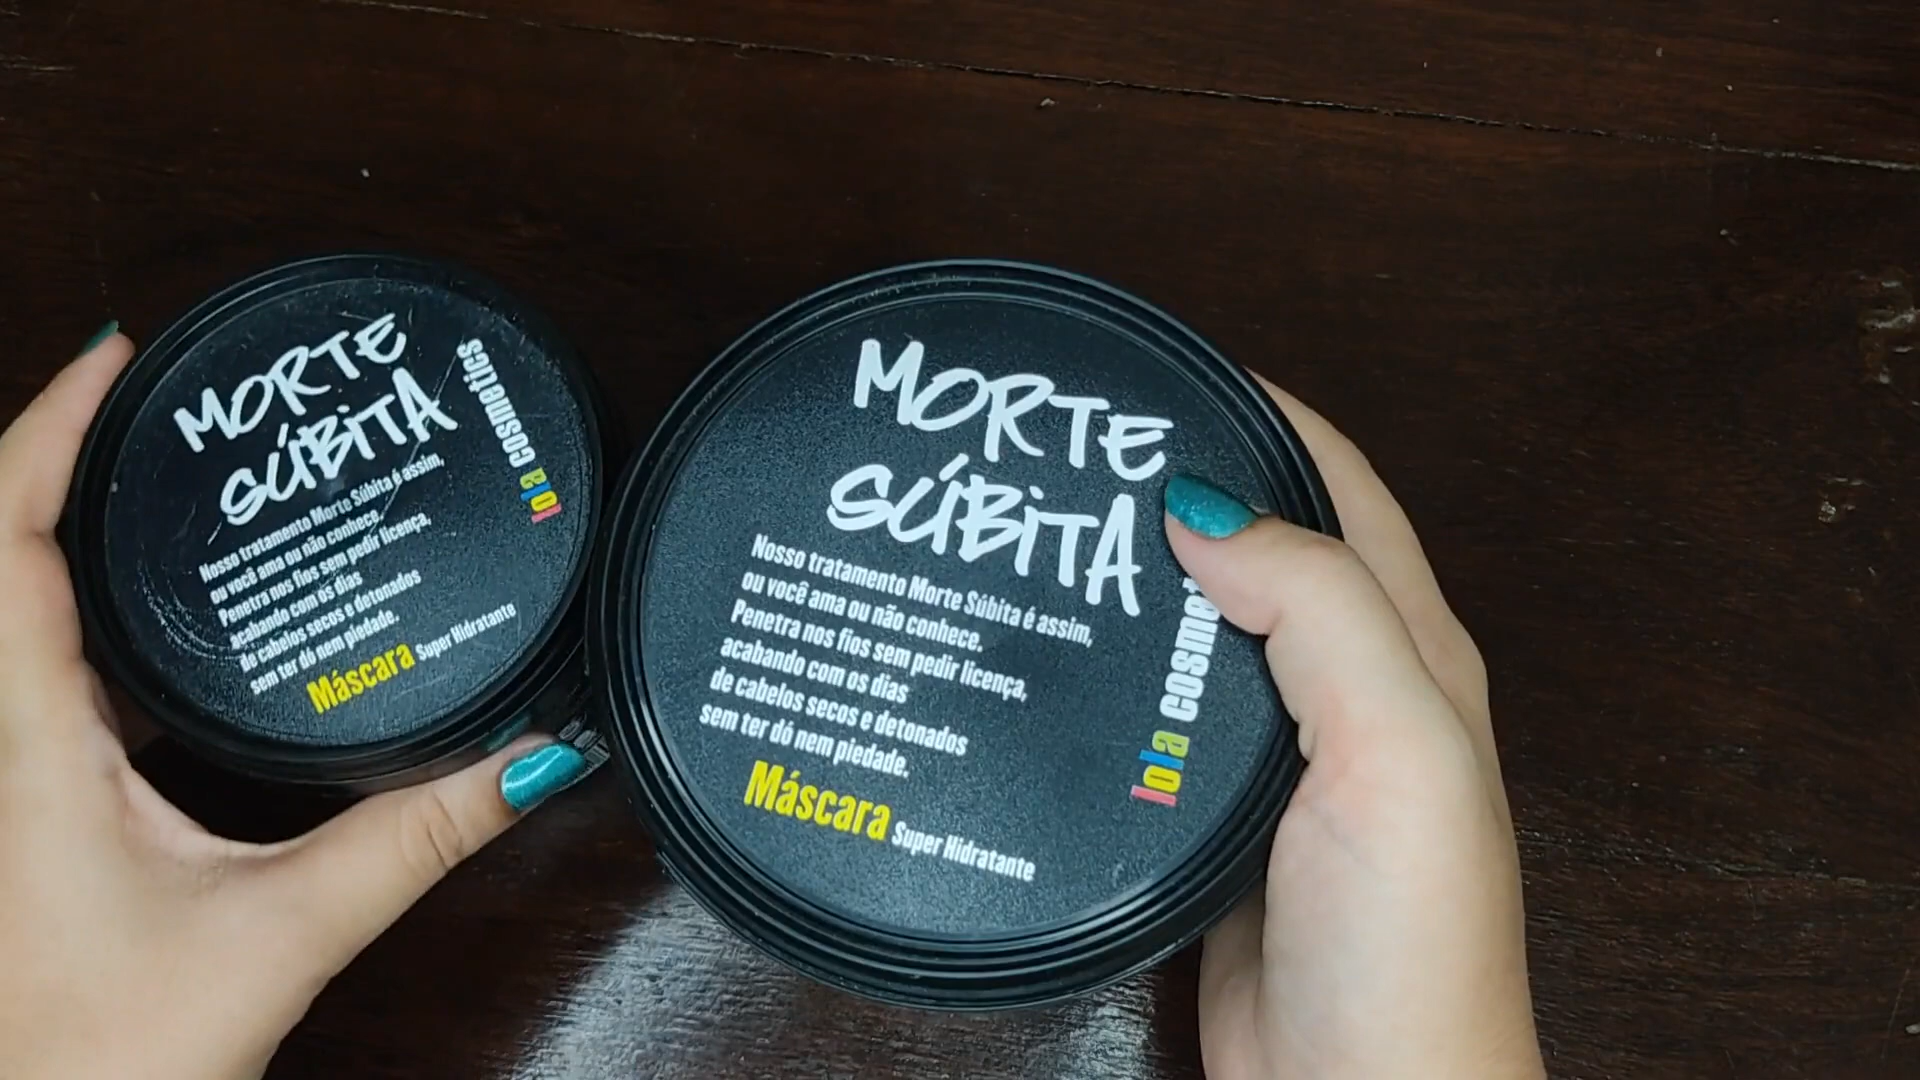 MORTE
SÚBiTA
Nosso tratamento Morte Súbita é assim,
ou você ama ou não conhece.
Penetra nos fios sem pedir licença,
acabando com os dias
de cabelos secos e detonados
sem ter dó nem piedade.
Máscara Super Hidratante
lola cosmetics
MORTE
SÚBiTA
Nosso tratamento Morte Súbita é assim,
ou você ama ou não conhece.
Penetra nos fios sem pedir licença,
acabando com os dias
de cabelos secos e detonados
sem ter dó nem piedade.
Máscara Super Hidratante
lola cosmet